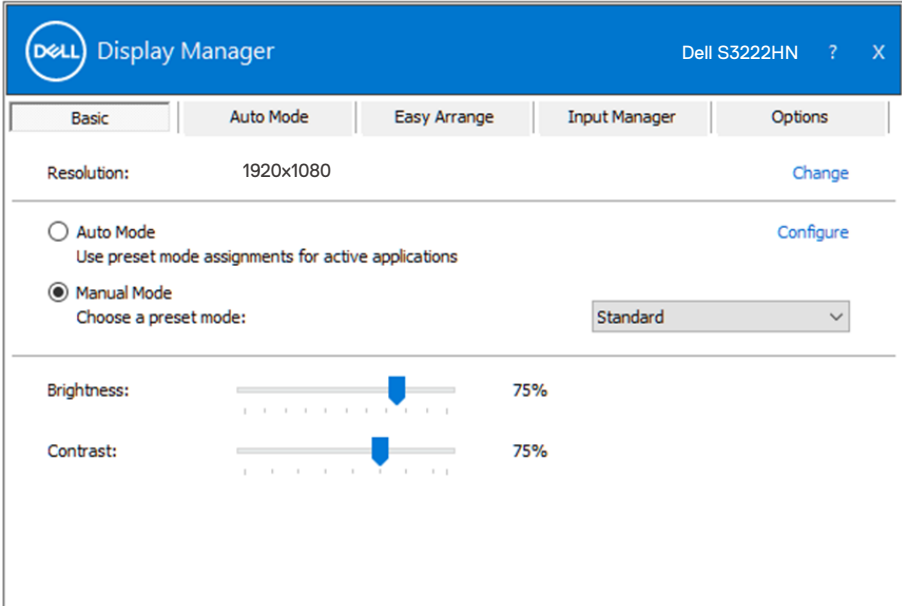 DELL Display Manager Dell S3222HN ? X
Basic Auto Mode Easy Arrange Input Manager Options
Resolution: 1920x1080 Change
Auto Mode Configure
Use preset mode assignments for active applications
Manual Mode
Choose a preset mode: Standard
Brightness: 75%
Contrast: 75%